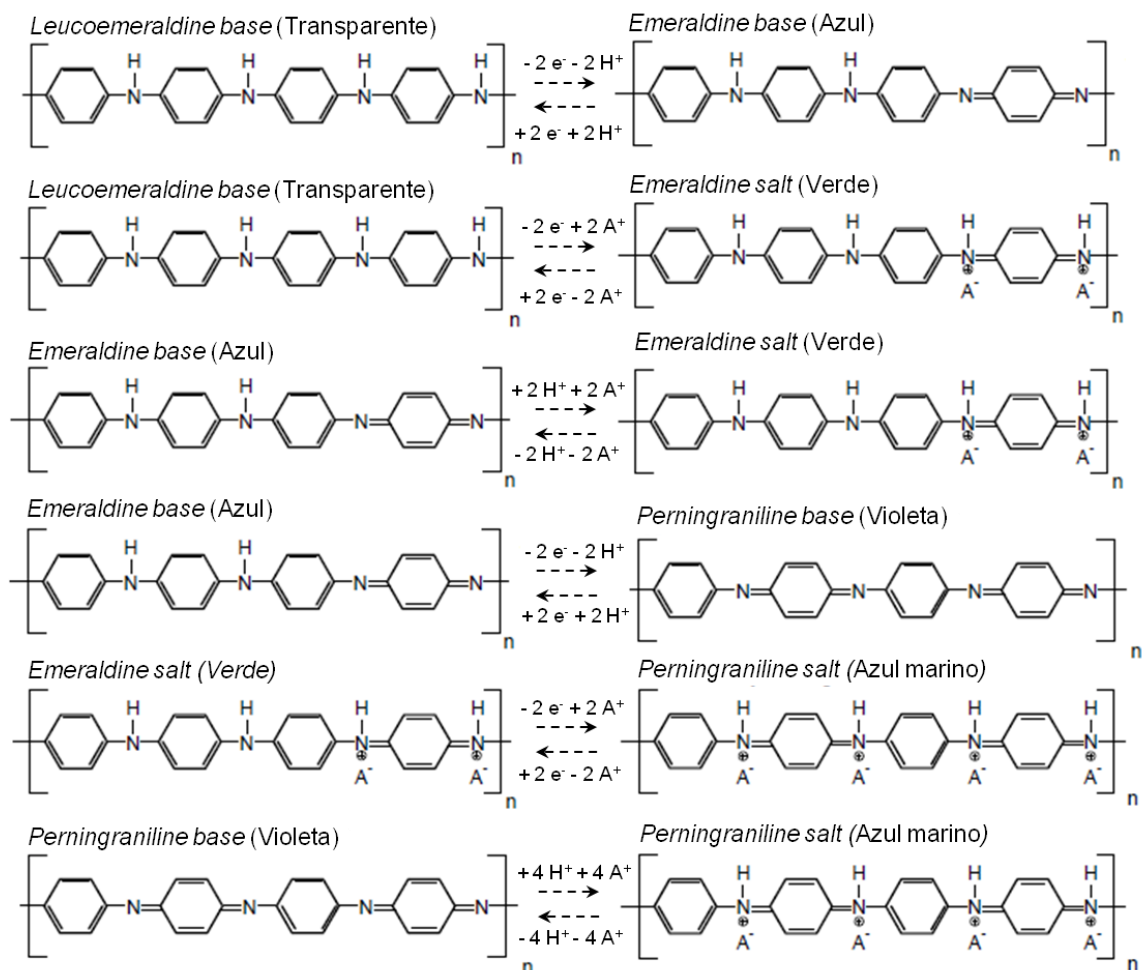 Leucoemeraldine base (Transparente)
H H H H
N N N N
n
- 2 e⁻ - 2 H⁺
+ 2 e⁻ + 2 H⁺
Emeraldine base (Azul)
H H
N N N N
n
Leucoemeraldine base (Transparente)
H H H H
N N N N
n
- 2 e⁻ + 2 A⁺
+ 2 e⁻ - 2 A⁺
Emeraldine salt (Verde)
H H H H
N N N N
⊕ ⊕
A⁻ A⁻
n
Emeraldine base (Azul)
H H
N N N N
n
+ 2 H⁺ + 2 A⁺
- 2 H⁺ - 2 A⁺
Emeraldine salt (Verde)
H H H H
N N N N
⊕ ⊕
A⁻ A⁻
n
Emeraldine base (Azul)
H H
N N N N
n
- 2 e⁻ - 2 H⁺
+ 2 e⁻ + 2 H⁺
Perningraniline base (Violeta)
N N N N
n
Emeraldine salt (Verde)
H H H H
N N N N
⊕ ⊕
A⁻ A⁻
n
- 2 e⁻ + 2 A⁺
+ 2 e⁻ - 2 A⁺
Perningraniline salt (Azul marino)
H H H H
N N N N
⊕ ⊕ ⊕ ⊕
A⁻ A⁻ A⁻ A⁻
n
Perningraniline base (Violeta)
N N N N
n
+ 4 H⁺ + 4 A⁺
- 4 H⁺ - 4 A⁺
Perningraniline salt (Azul marino)
H H H H
N N N N
⊕ ⊕ ⊕ ⊕
A⁻ A⁻ A⁻ A⁻
n